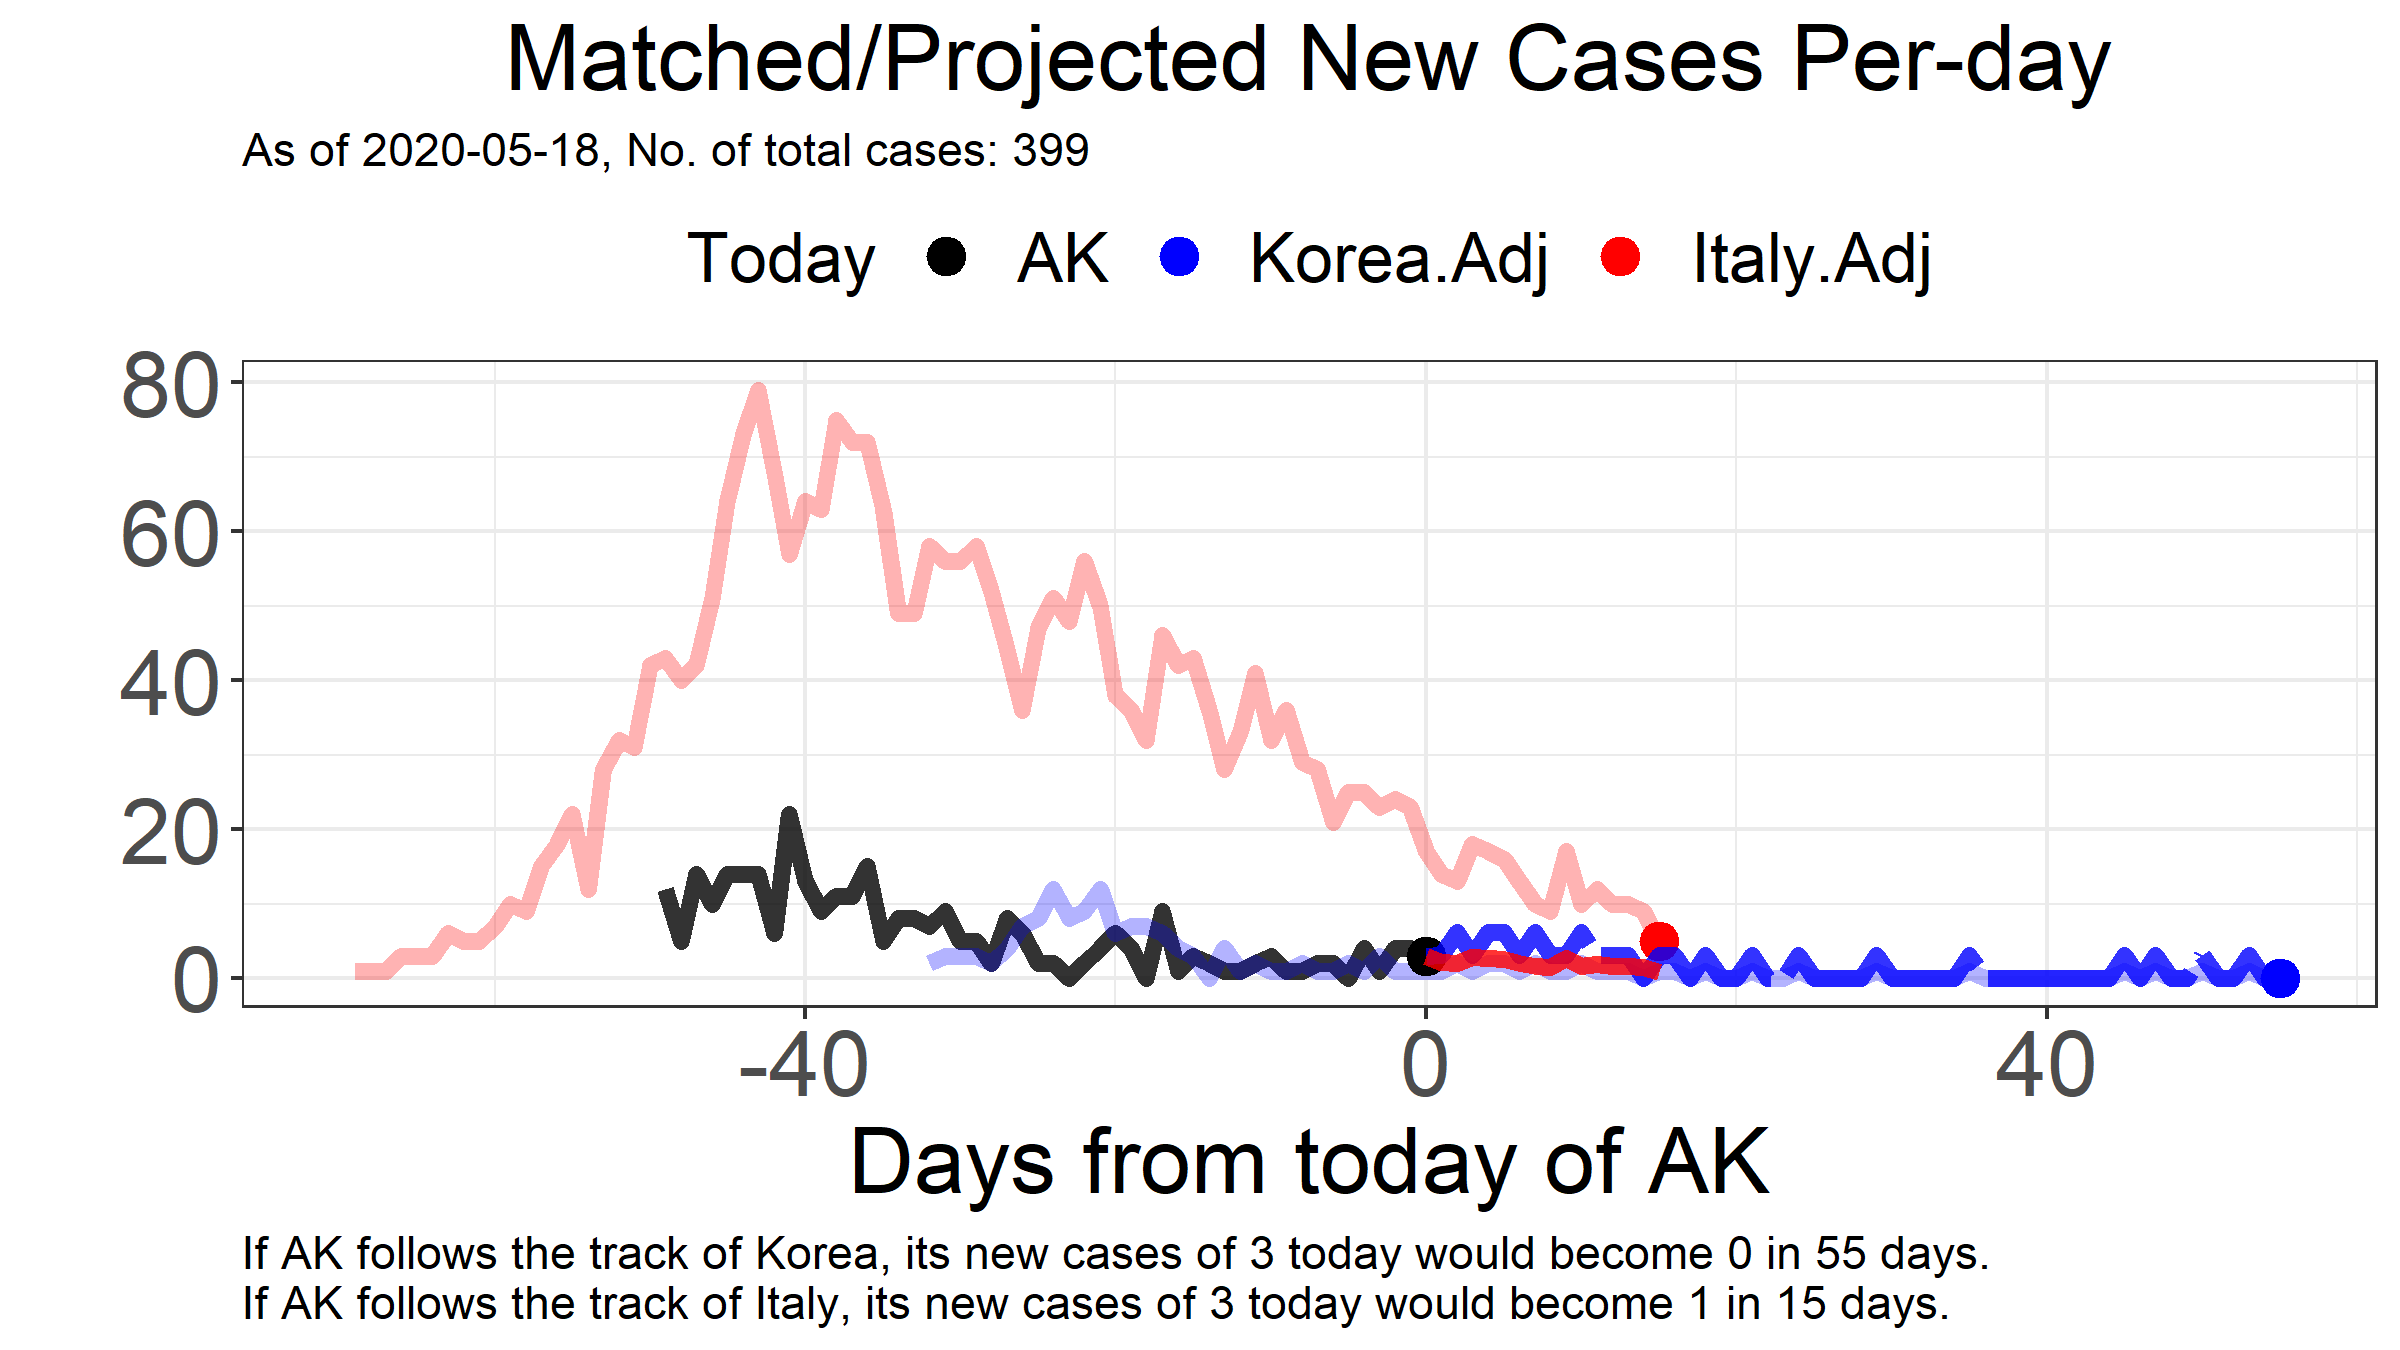 Matched/Projected New Cases Per-day
As of 2020-05-18, No. of total cases: 399
Today AK Korea.Adj Italy.Adj
80
60
40
20
0
-40 0 40
Days from today of AK
If AK follows the track of Korea, its new cases of 3 today would become 0 in 55 days.
If AK follows the track of Italy, its new cases of 3 today would become 1 in 15 days.